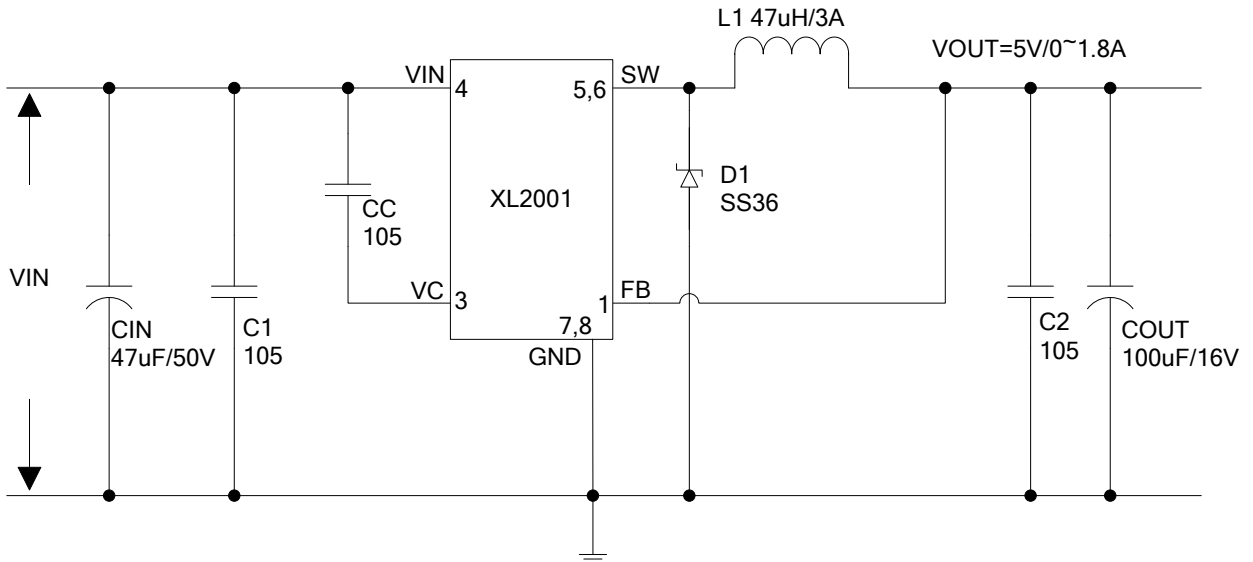 L1 47uH/3A
VOUT=5V/0~1.8A
VIN
4
5,6
SW
XL2001
CC
105
D1
SS36
VIN
VC
3
1
FB
7,8
GND
CIN
47uF/50V
C1
105
C2
105
COUT
100uF/16V